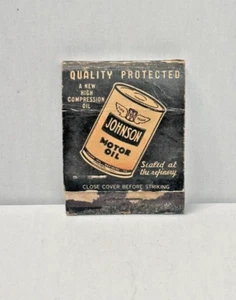 QUALITY PROTECTED
A NEW
HIGH
COMPRESSION
OIL
JOHNSON
MOTOR
OIL
Sealed at
the refinery
CLOSE COVER BEFORE STRIKING